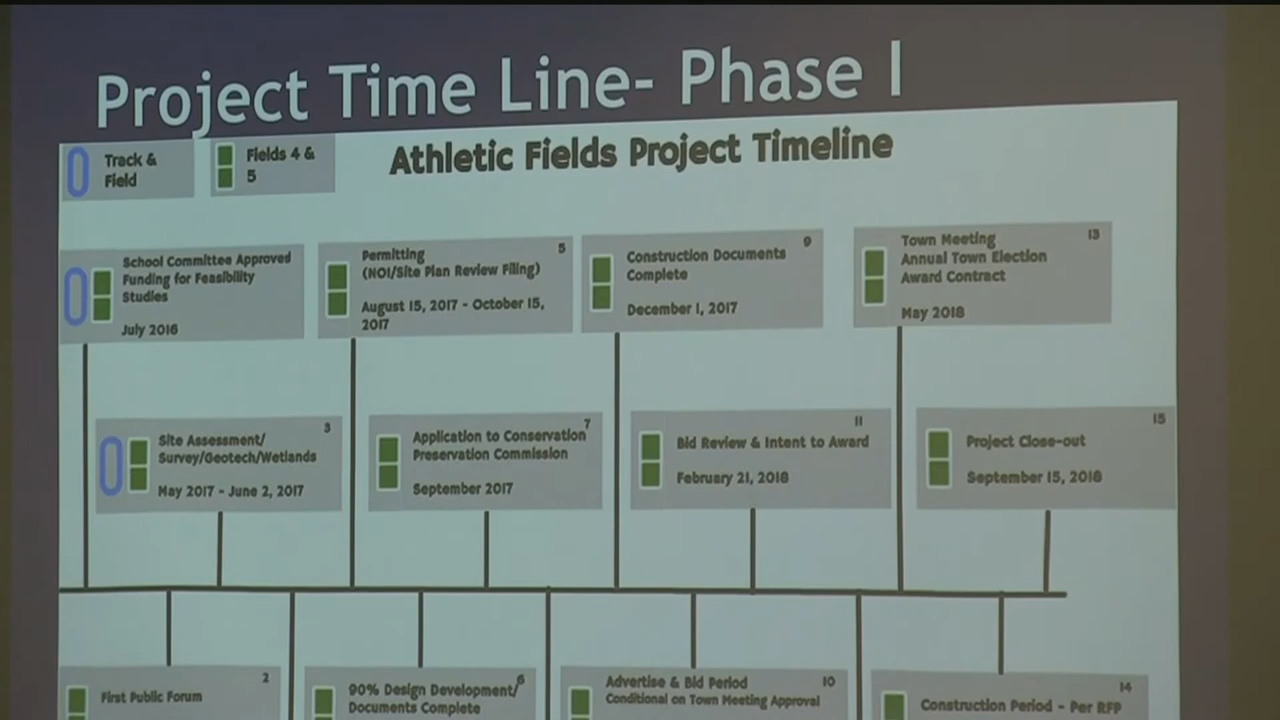 Project Time Line- Phase I
Athletic Fields Project Timeline
Track &
Field
Fields 4 &
5
School Committee Approved
Funding for Feasibility
Studies
July 2016
5
Permitting
(NOI/Site Plan Review Filing)
August 15, 2017 - October 15,
2017
9
Construction Documents
Complete
December 1, 2017
13
Town Meeting
Annual Town Election
Award Contract
May 2018
3
Site Assessment/
Survey/Geotech/Wetlands
May 2017 - June 2, 2017
7
Application to Conservation
Preservation Commission
September 2017
11
Bid Review & Intent to Award
February 21, 2018
15
Project Close-out
September 15, 2018
2
First Public Forum
6
90% Design Development/
Documents Complete
10
Advertise & Bid Period
Conditional on Town Meeting Approval
14
Construction Period - Per RFP